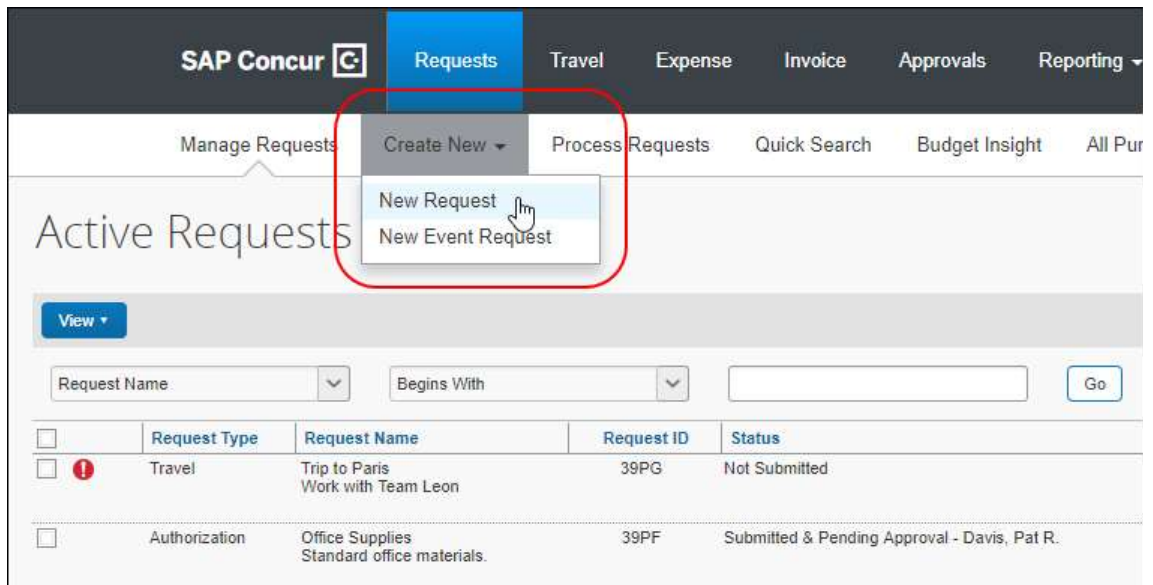 SAP Concur C Requests Travel Expense Invoice Approvals Reporting
Manage Requests Create New Process Requests Quick Search Budget Insight All Pur
New Request
New Event Request
Active Requests
View
Request Name Begins With Go
Request Type Request Name Request ID Status
Travel Trip to Paris 39PG Not Submitted
Work with Team Leon
Authorization Office Supplies 39PF Submitted & Pending Approval - Davis, Pat R.
Standard office materials.